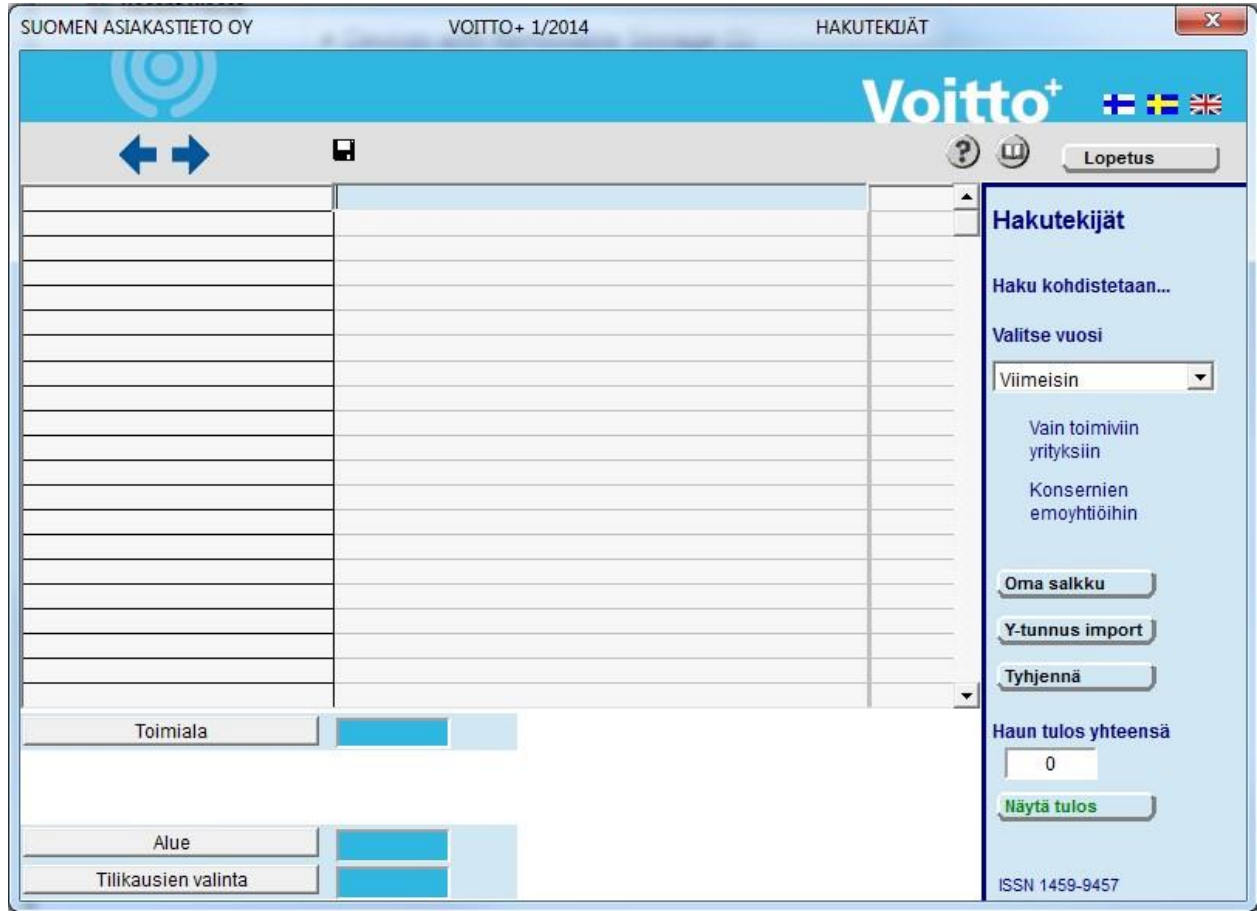 SUOMEN ASIAKASTIETO OY VOITTO+ 1/2014 HAKUTEKIJÄT
Voitto+
Lopetus
Hakutekijät
Haku kohdistetaan...
Valitse vuosi
Viimeisin
Vain toimiviin
yrityksiin
Konsernien
emoyhtiöihin
Oma salkku
Y-tunnus import
Tyhjennä
Toimiala
Haun tulos yhteensä
0
Näytä tulos
Alue
Tilikausien valinta
ISSN 1459-9457